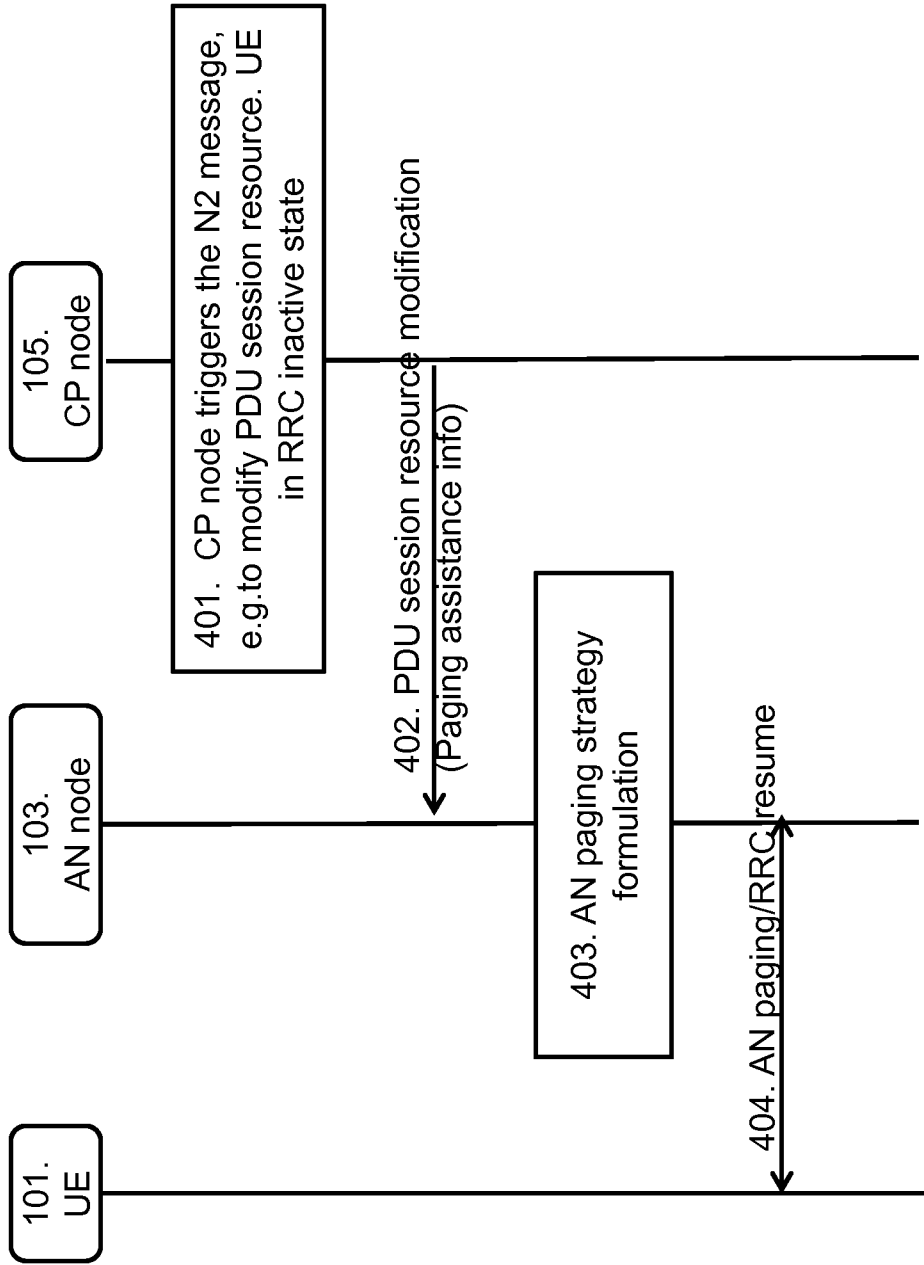 101.
UE
103.
AN node
105.
CP node
401. CP node triggers the N2 message,
e.g.to modify PDU session resource. UE
in RRC inactive state
402. PDU session resource modification
(Paging assistance info)
403. AN paging strategy
formulation
404. AN paging/RRC resume